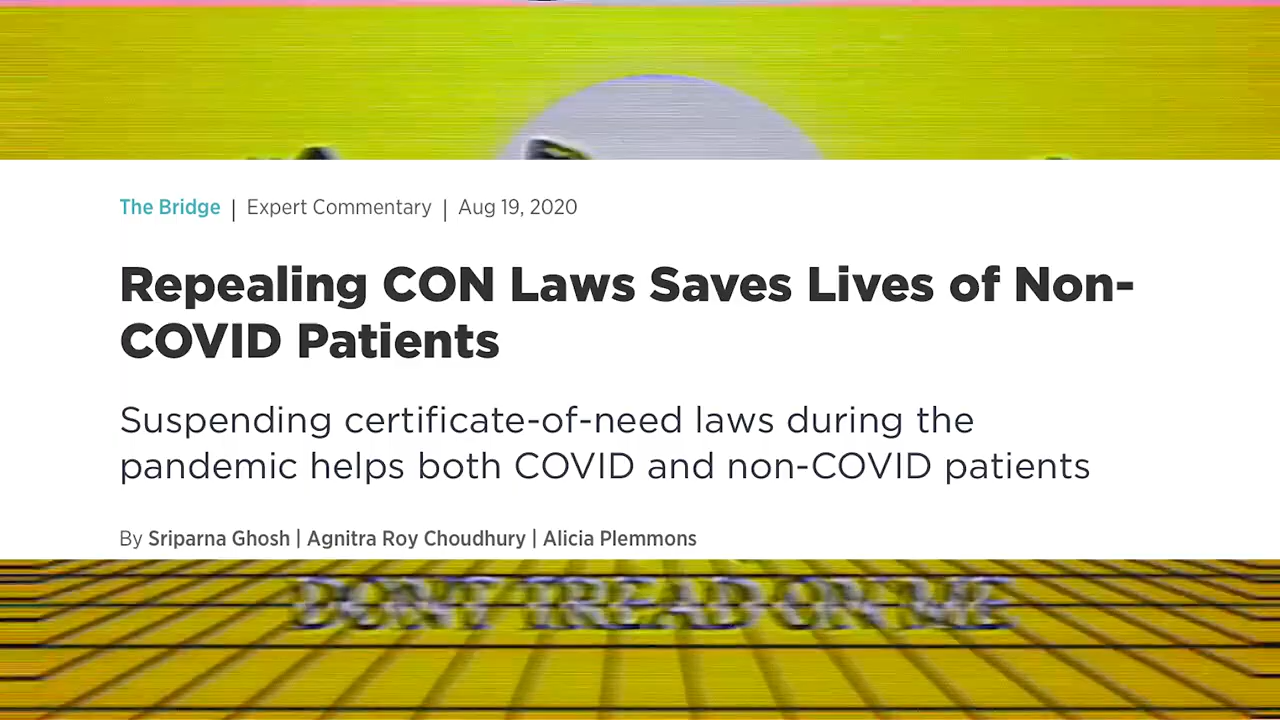 The Bridge | Expert Commentary | Aug 19, 2020
Repealing CON Laws Saves Lives of Non-
COVID Patients
Suspending certificate-of-need laws during the
pandemic helps both COVID and non-COVID patients
By Sriparna Ghosh | Agnitra Roy Choudhury | Alicia Plemmons
DONT TREAD ON ME